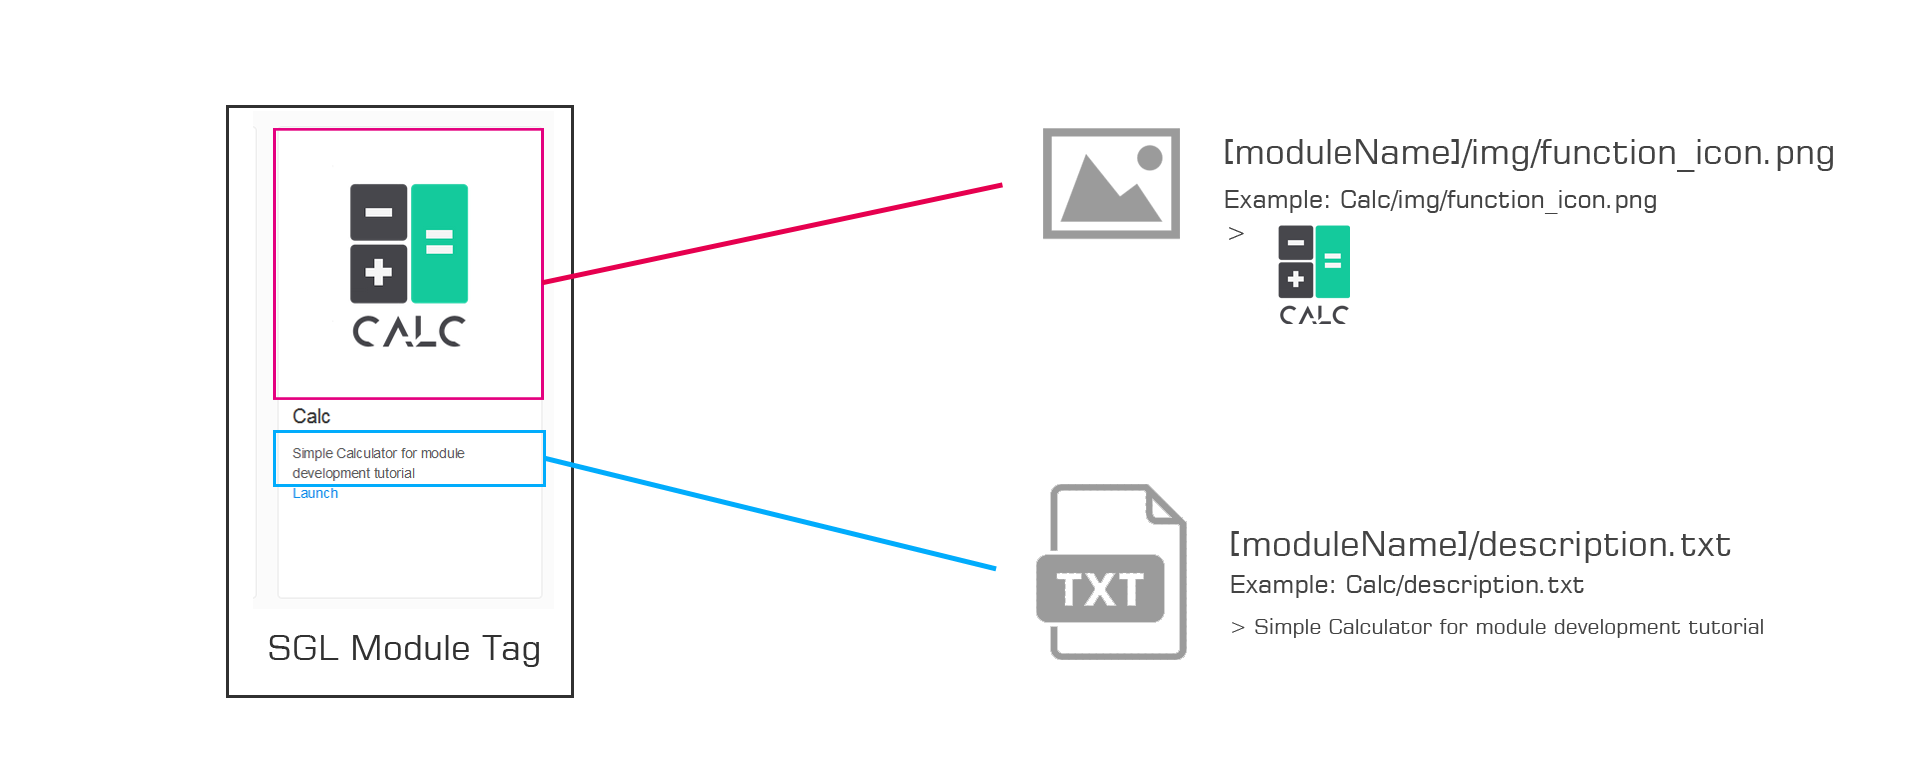 CALC
Calc
Simple Calculator for module
development tutorial
Launch
SGL Module Tag
[moduleName]/img/function_icon.png
Example: Calc/img/function_icon.png
>
CALC
TXT
[moduleName]/description.txt
Example: Calc/description.txt
> Simple Calculator for module development tutorial